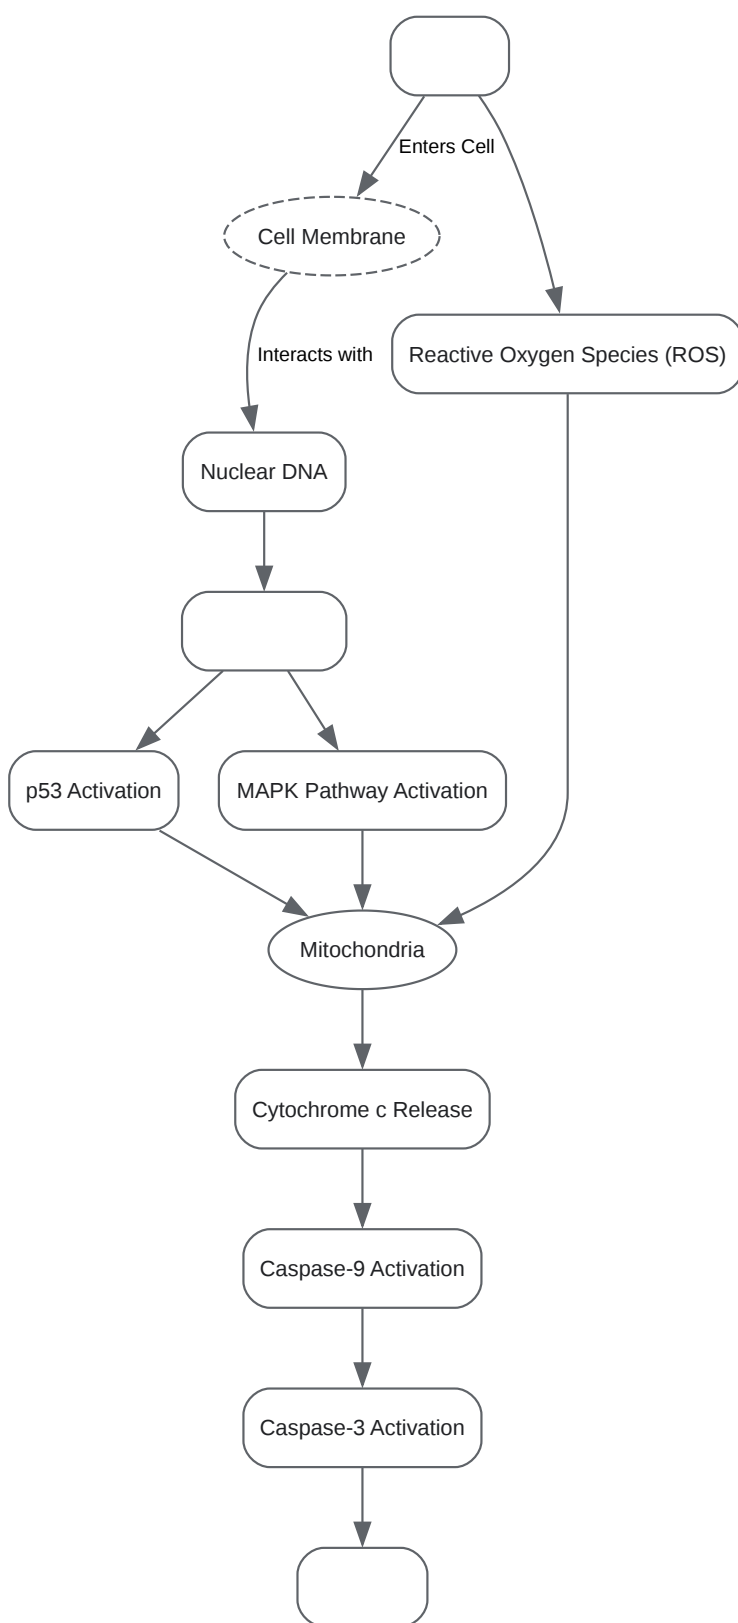 Enters Cell
Cell Membrane
Interacts with
Reactive Oxygen Species (ROS)
Nuclear DNA
p53 Activation
MAPK Pathway Activation
Mitochondria
Cytochrome c Release
Caspase-9 Activation
Caspase-3 Activation